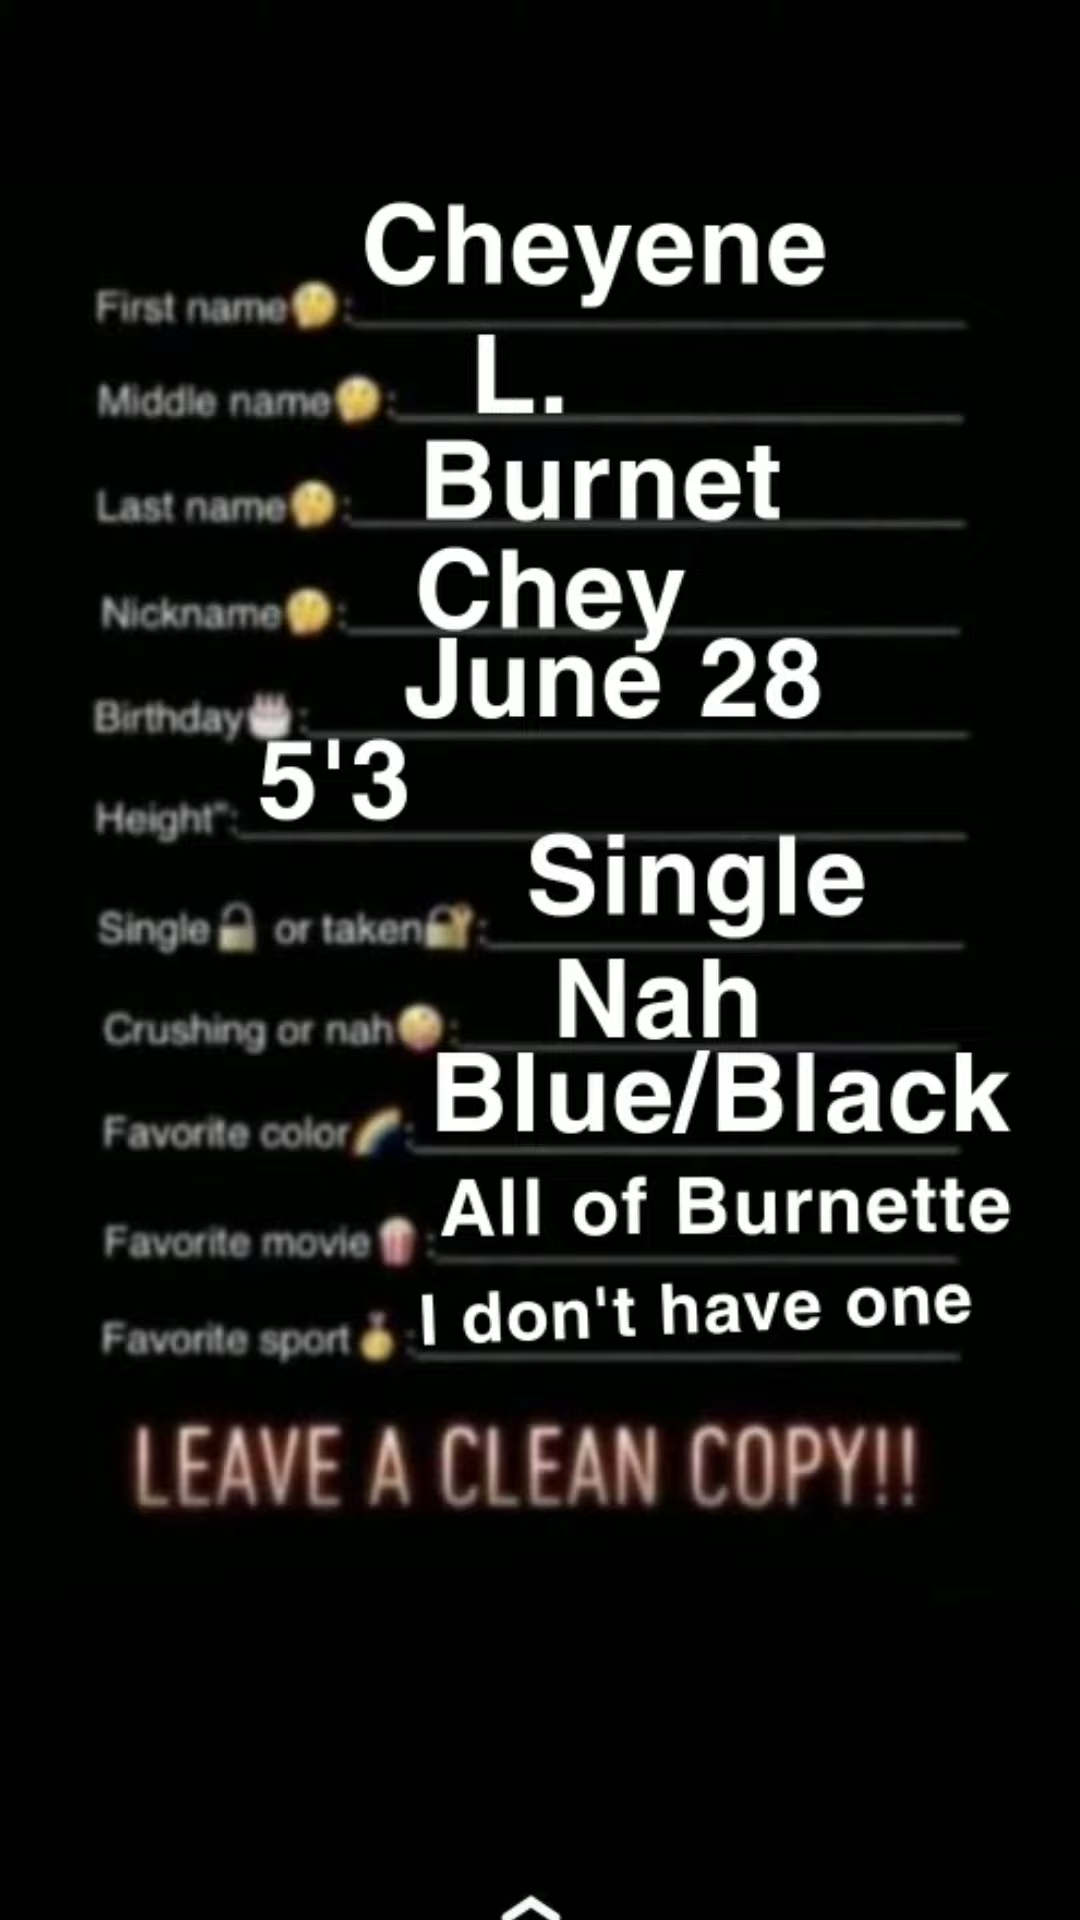 First name🤔: Cheyene
Middle name🤔: L.
Last name🤔: Burnet
Nickname🤔: Chey
Birthday🎂: June 28
Height": 5'3
Single🔒 or taken🔐: Single
Crushing or nah😍: Nah
Favorite color🌈: Blue/Black
Favorite movie🍿: All of Burnette
Favorite sport🏅: I don't have one
LEAVE A CLEAN COPY!!